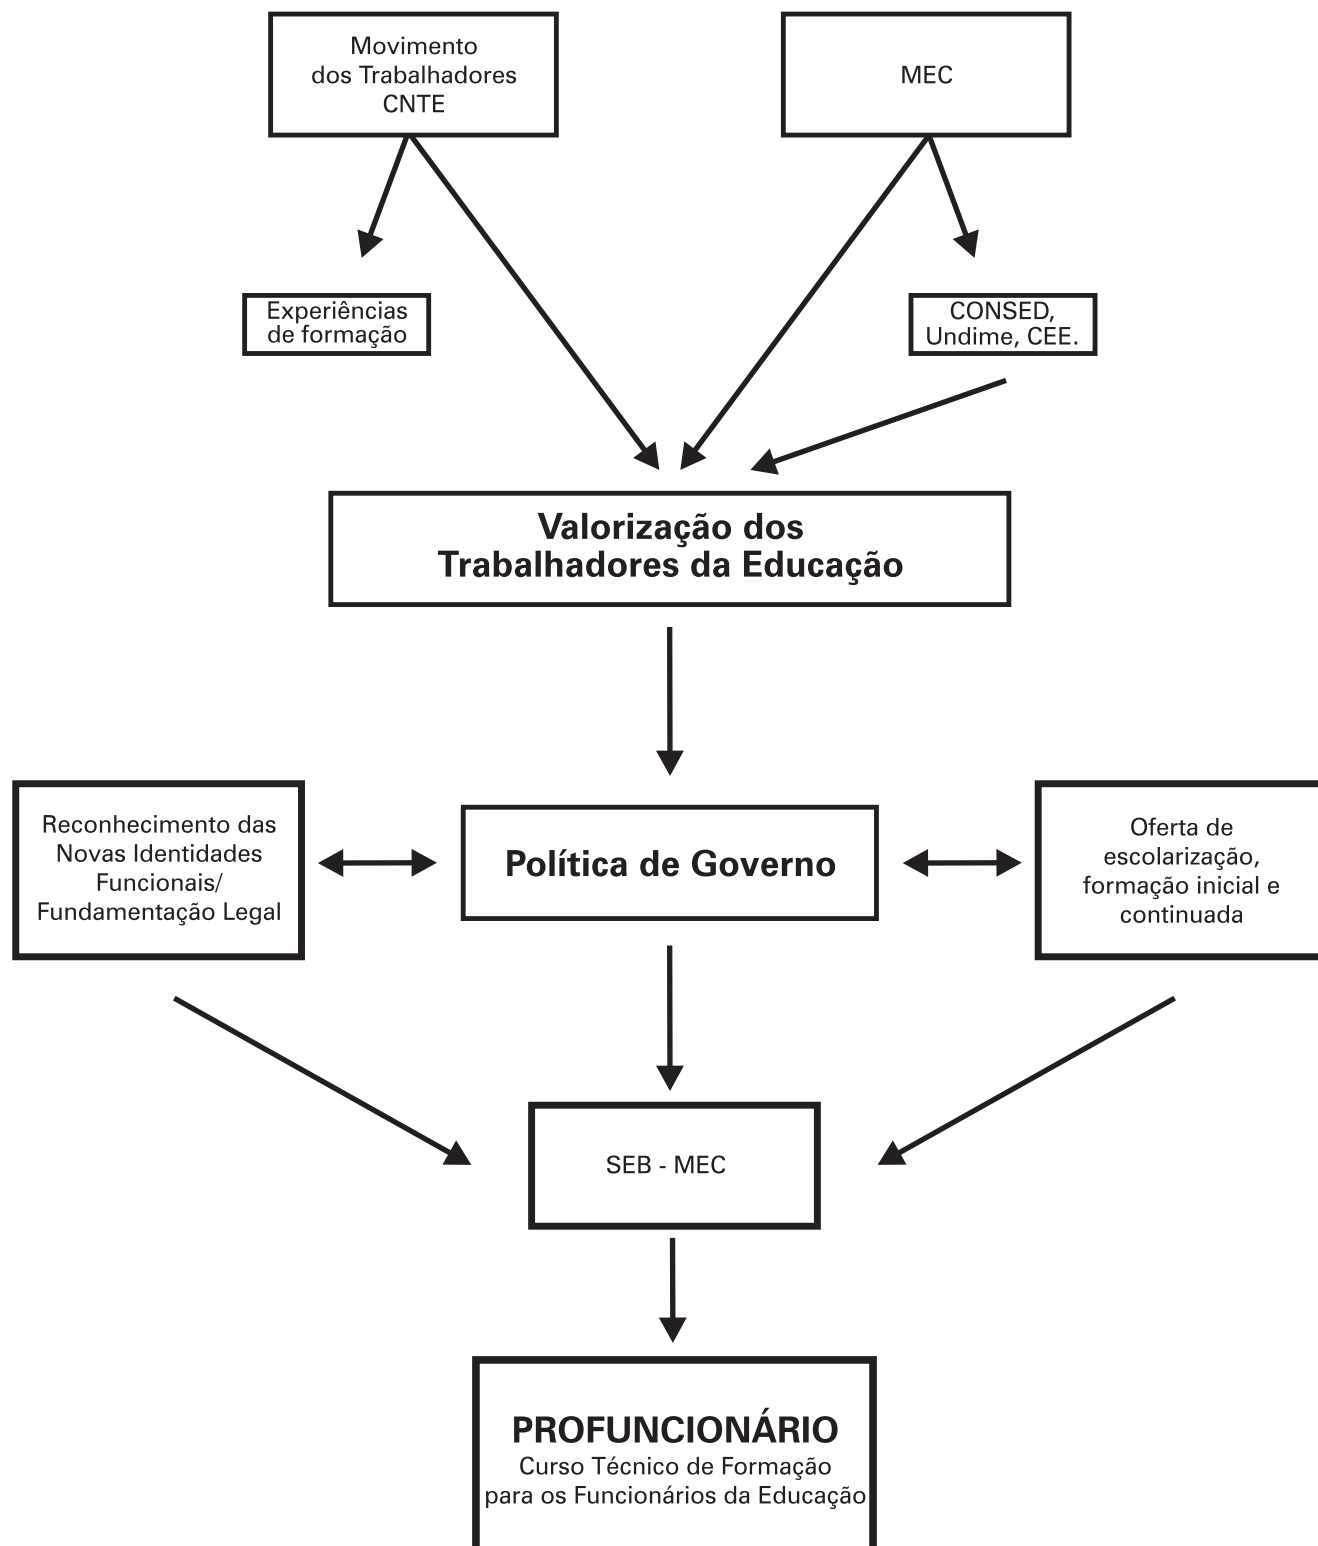 Movimento
dos Trabalhadores
CNTE
MEC
Experiências
de formação
CONSED,
Undime, CEE.
Valorização dos
Trabalhadores da Educação
Reconhecimento das
Novas Identidades
Funcionais/
Fundamentação Legal
Política de Governo
Oferta de
escolarização,
formação inicial e
continuada
SEB - MEC
PROFUNCIONÁRIO
Curso Técnico de Formação
para os Funcionários da Educação